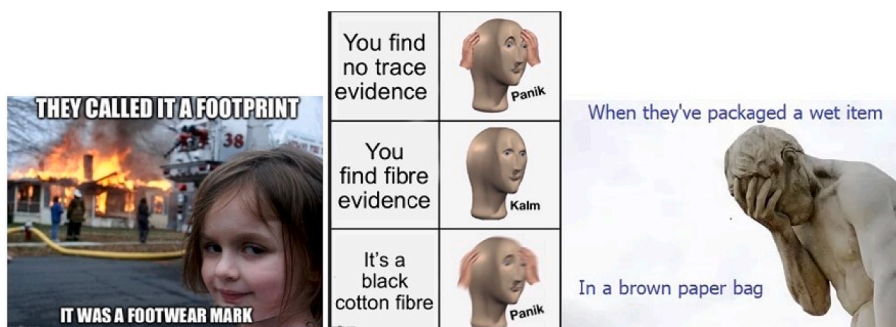 THEY CALLED IT A FOOTPRINT
38
IT WAS A FOOTWEAR MARK
You find
no trace
evidence
Panik
You
find fibre
evidence
Kalm
It's a
black
cotton fibre
Panik
When they've packaged a wet item
In a brown paper bag